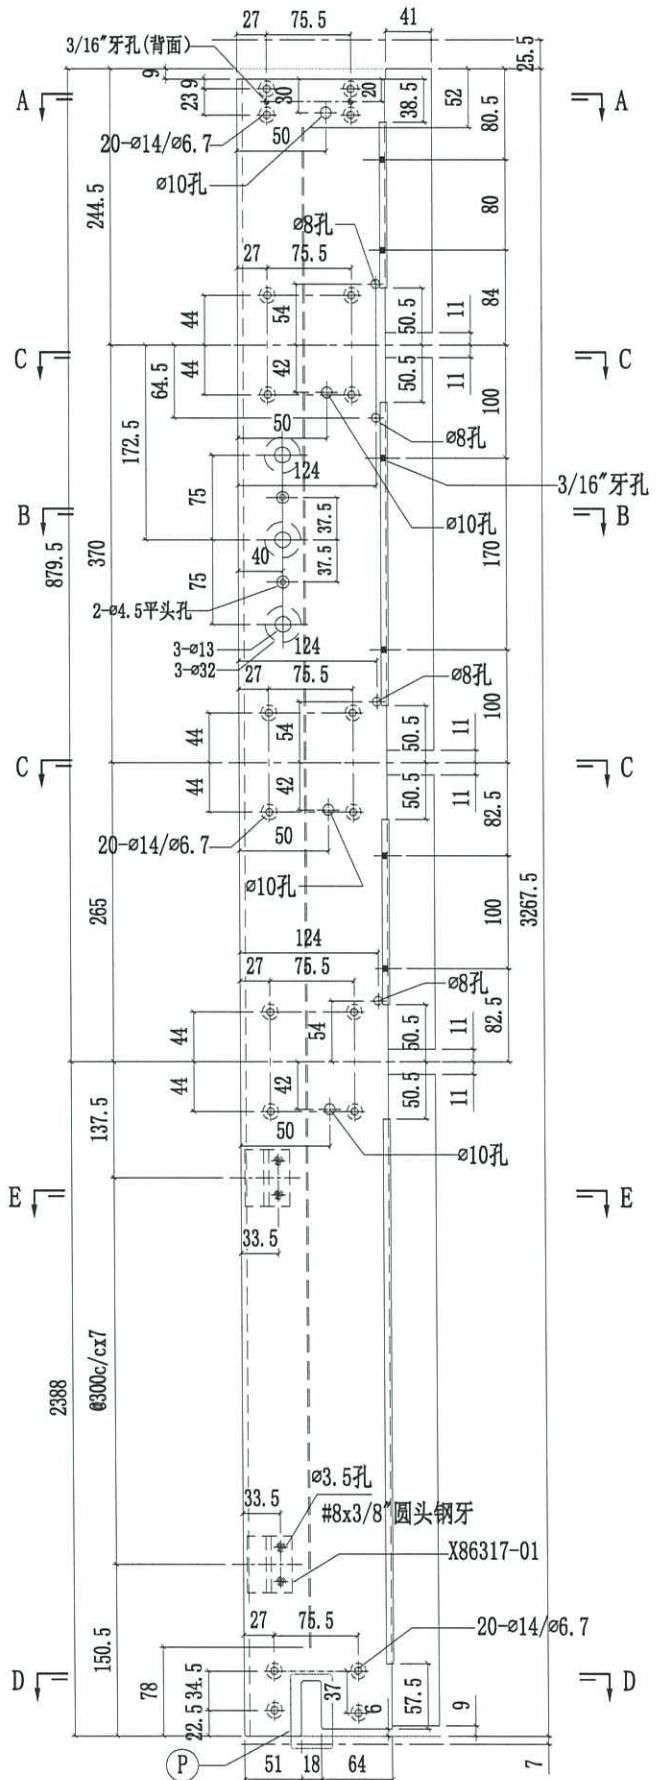 27 75.5 41
3/16"牙孔(背面) 25.5
9
A 23 9 30 20 38.5 52 80.5 A
20-ø14/ø6.7
50
ø10孔
244.5 80
ø8孔
27 75.5
44 54 50.5 11 84
C C
44 42 50.5 11
64.5 100
50 ø8孔
172.5 124
75 3/16"牙孔
B 37.5 ø10孔 B
879.5 370 40 37.5 170
75
2-ø4.5平头孔
3-ø13 124
3-ø32
27 75.5 ø8孔
44 54 50.5 11 100
C C
44 42 50.5 11 82.5
20-ø14/ø6.7 50
ø10孔 3267.5
265 100
124
27 75.5 ø8孔
44 54 50.5 11 82.5
44 42 50.5 11
137.5 50
ø10孔
E E
33.5
2388 @300c/cx7
ø3.5孔
33.5
#8x3/8"圆头钢牙
X86317-01
150.5 27 75.5
20-ø14/ø6.7
D 78 34.5 37 57.5 D
22.5 6 9
P 51 18 64 7